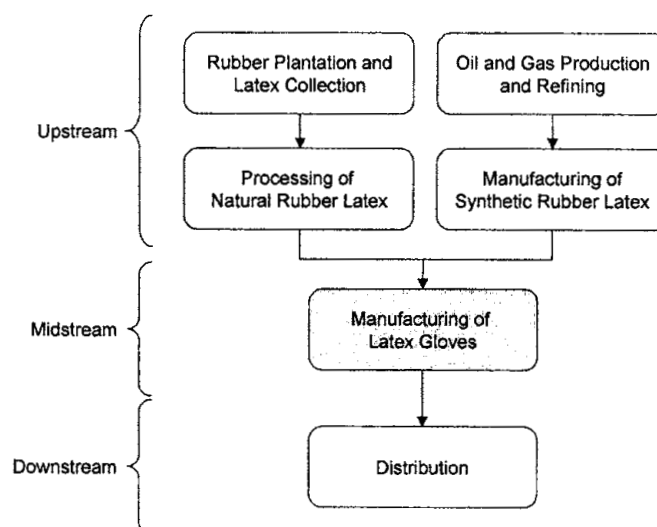 Rubber Plantation and
Latex Collection
Oil and Gas Production
and Refining
Upstream
Processing of
Natural Rubber Latex
Manufacturing of
Synthetic Rubber Latex
Midstream
Manufacturing of
Latex Gloves
Downstream
Distribution